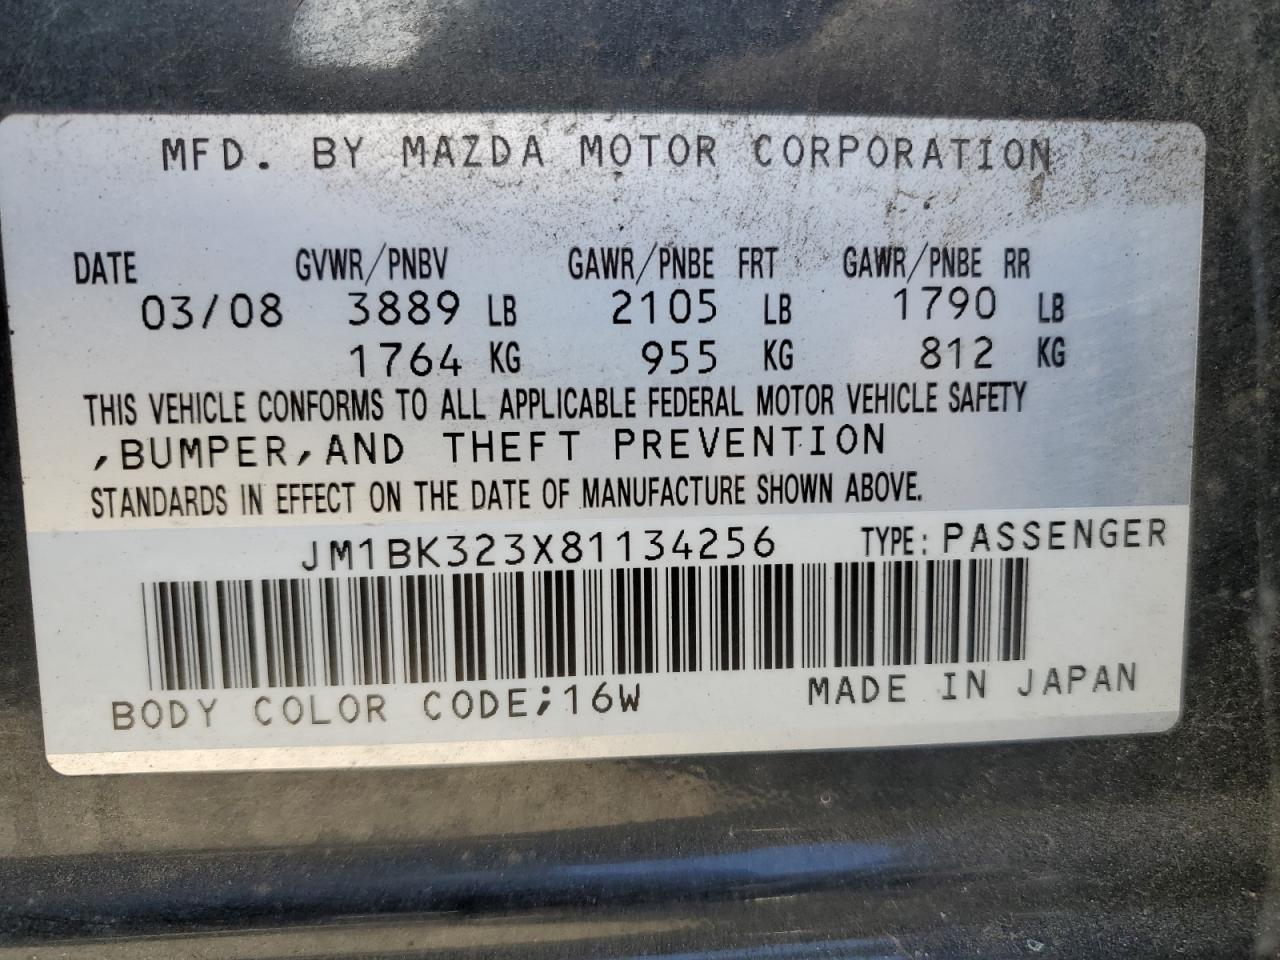 MFD. BY MAZDA MOTOR CORPORATION
DATE GVWR/PNBV GAWR/PNBE FRT GAWR/PNBE RR
03/08 3889 LB 2105 LB 1790 LB
1764 KG 955 KG 812 KG
THIS VEHICLE CONFORMS TO ALL APPLICABLE FEDERAL MOTOR VEHICLE SAFETY
,BUMPER,AND THEFT PREVENTION
STANDARDS IN EFFECT ON THE DATE OF MANUFACTURE SHOWN ABOVE.
JM1BK323X81134256 TYPE: PASSENGER
BODY COLOR CODE;16W MADE IN JAPAN